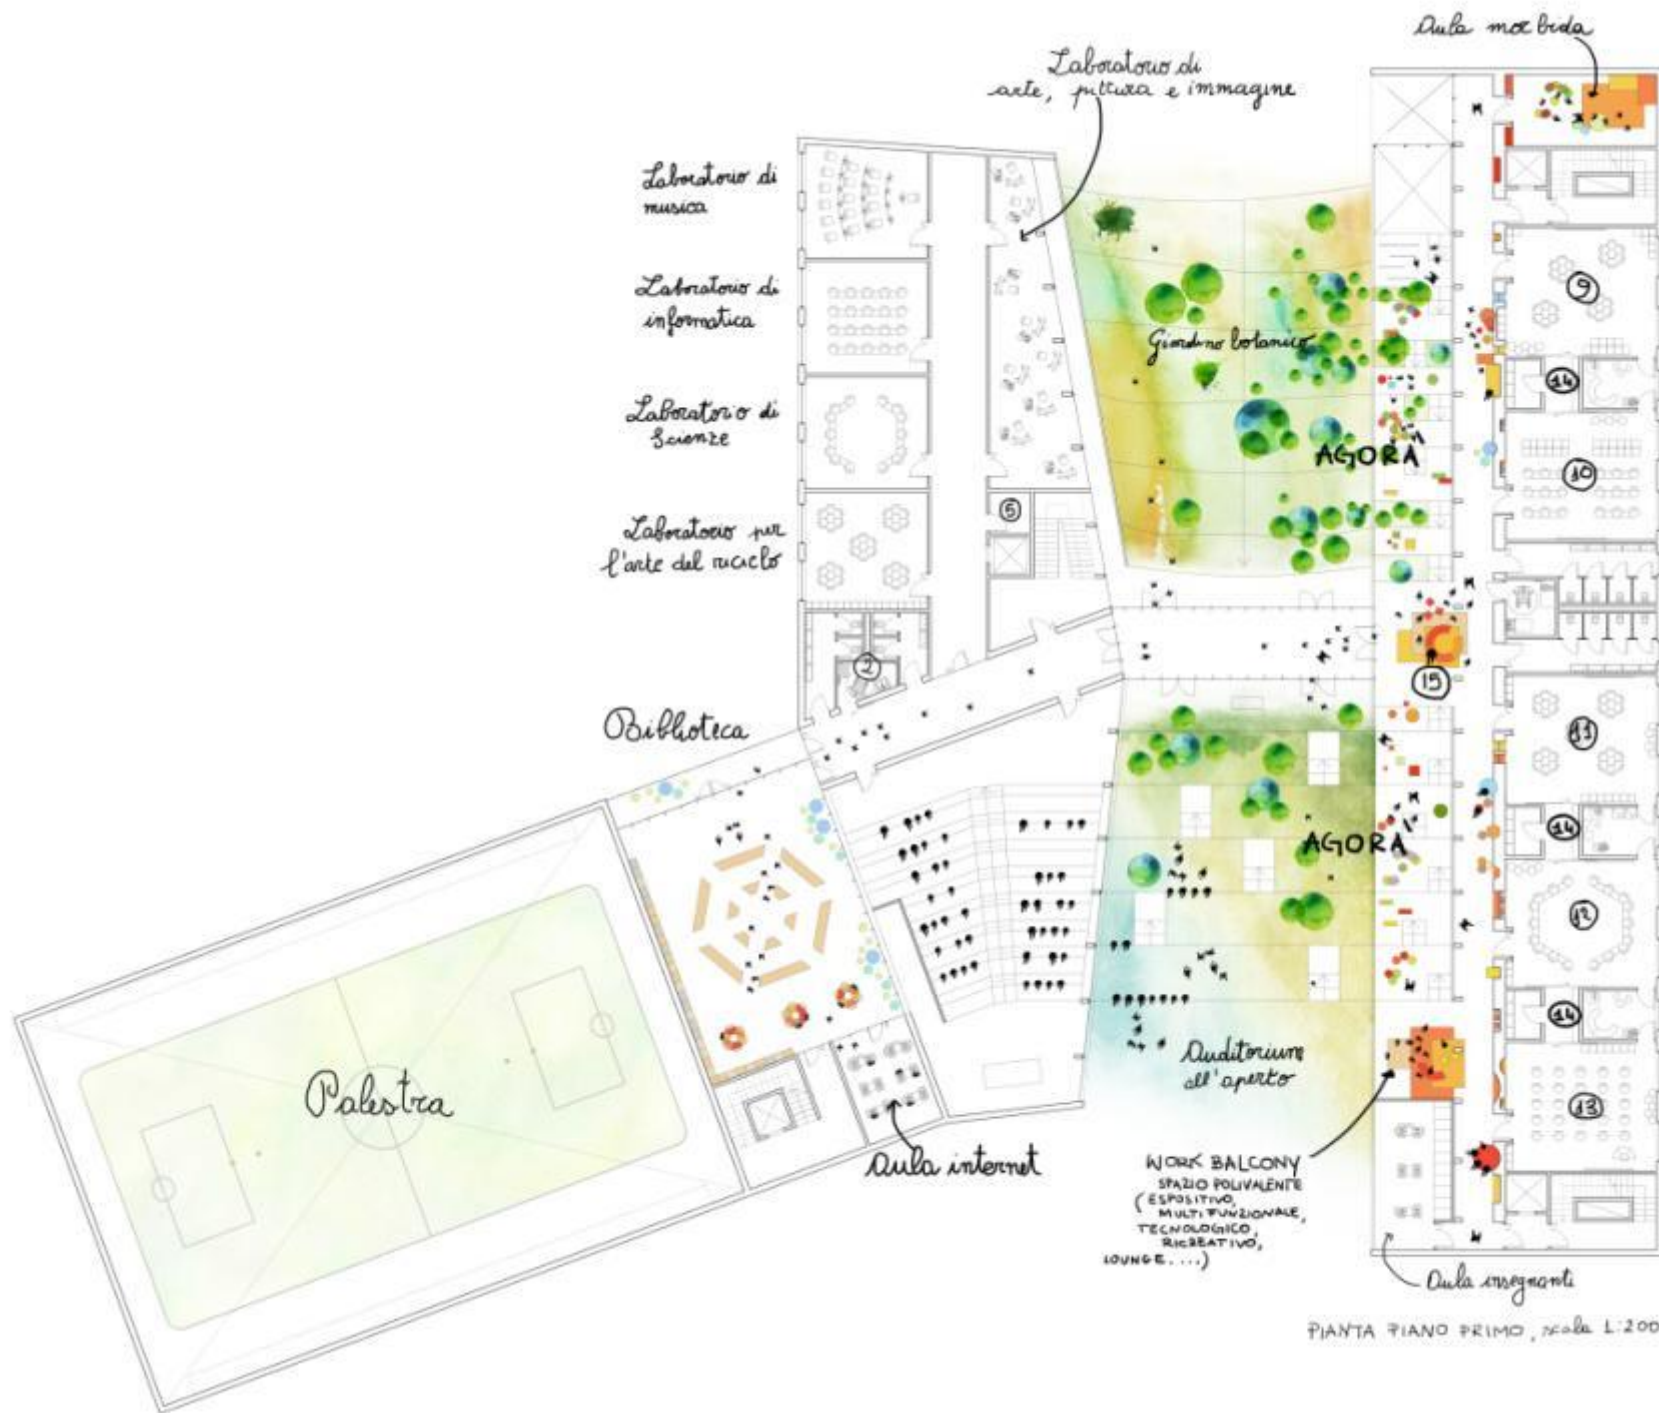 Aula morbida
Laboratorio di
arte, pittura e immagine
Laboratorio di
musica
Laboratorio di
informatica
Laboratorio di
Scienze
Laboratorio per
l'arte del riciclo
Giardino botanico
AGORA
9
14
10
5
2
15
11
Biblioteca
AGORA
14
12
14
13
Palestra
Auditorium
all'aperto
Aula internet
WORK BALCONY
SPAZIO POLIVALENTE
(ESPOSITIVO,
MULTIFUNZIONALE,
TECNOLOGICO,
RICREATIVO,
LOUNGE....)
Aula insegnanti
PIANTA PIANO PRIMO, scala 1:200